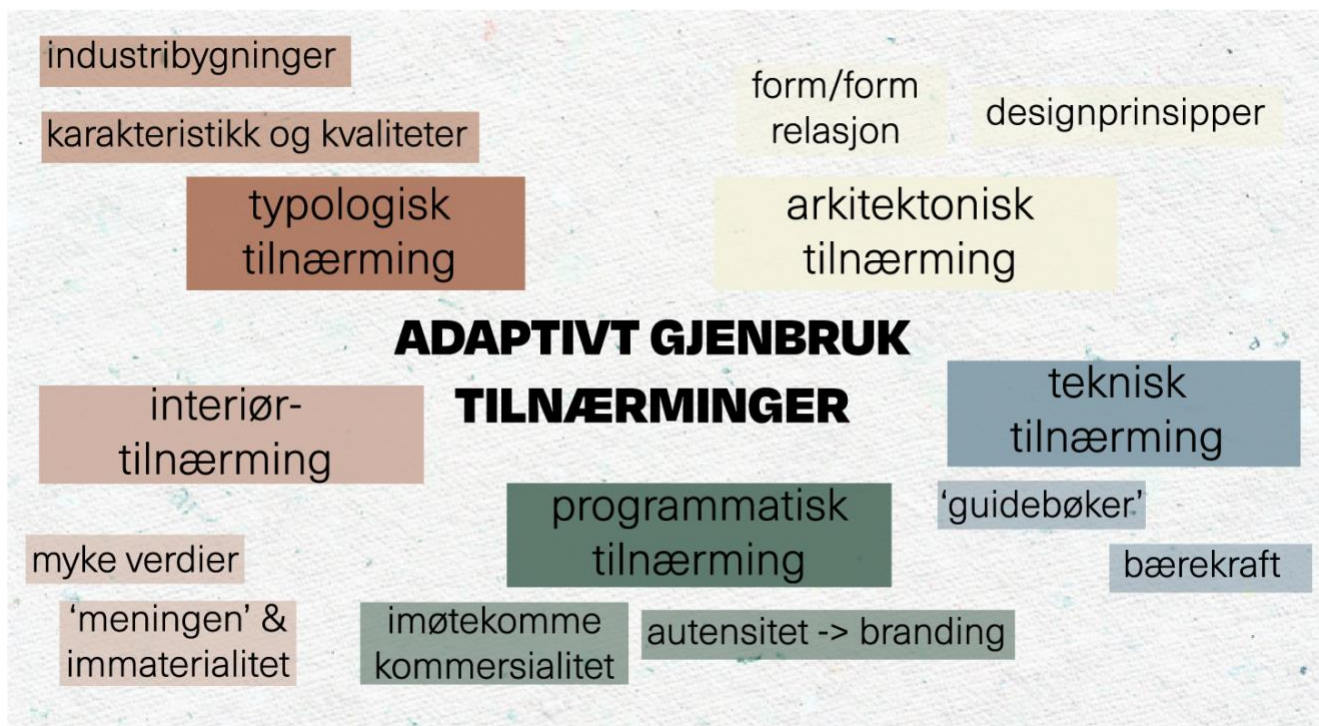 industribygninger
karakteristikk og kvaliteter
typologisk
tilnærming
form/form
relasjon
designprinsipper
arkitektonisk
tilnærming
ADAPTIVT GJENBRUK
TILNÆRMINGER
interiør-
tilnærming
myke verdier
'meningen' &
immaterialitet
programmatisk
tilnærming
imøtekomme
kommersialitet
autensitet -> branding
teknisk
tilnærming
'guidebøker'
bærekraft